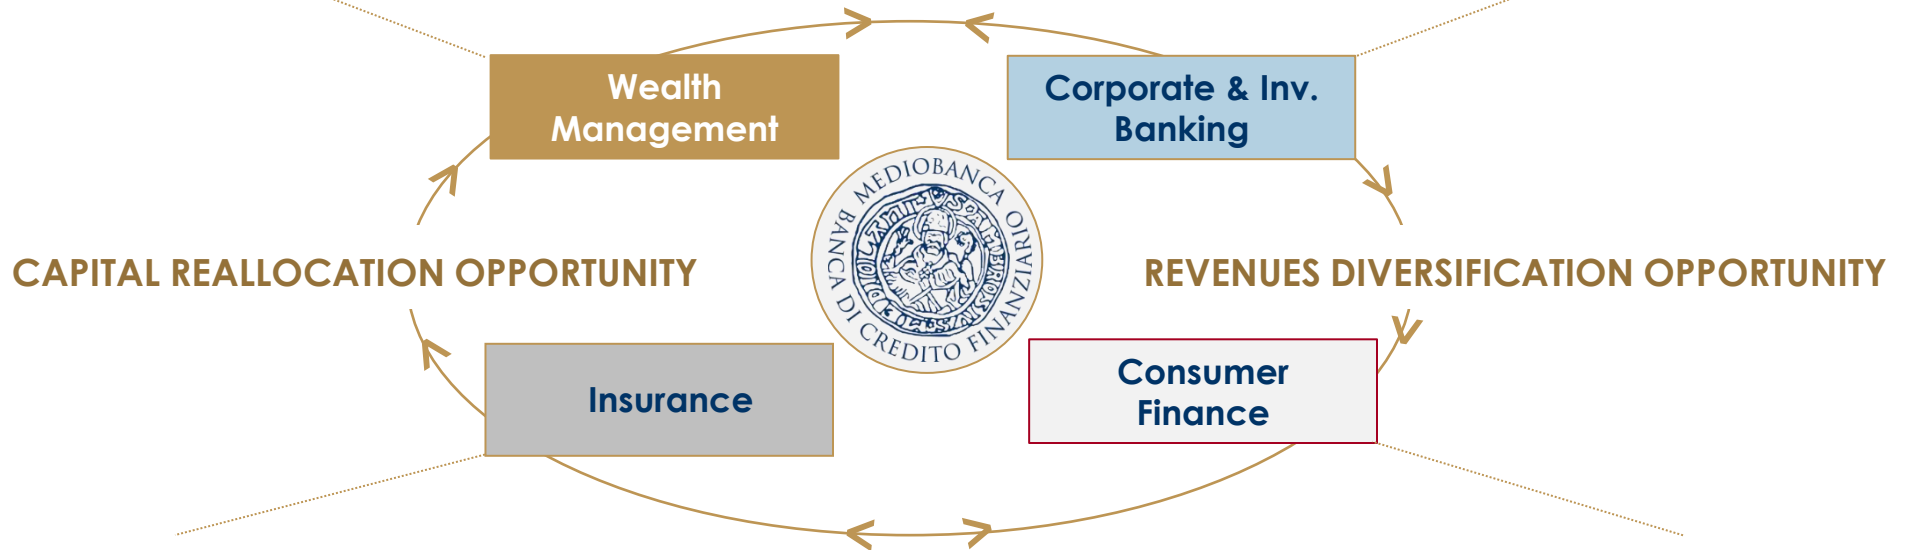 Wealth
Management
Corporate & Inv.
Banking
MEDIOBANCA
BANCA DI CREDITO FINANZIARIO
CAPITAL REALLOCATION OPPORTUNITY
REVENUES DIVERSIFICATION OPPORTUNITY
Insurance
Consumer
Finance